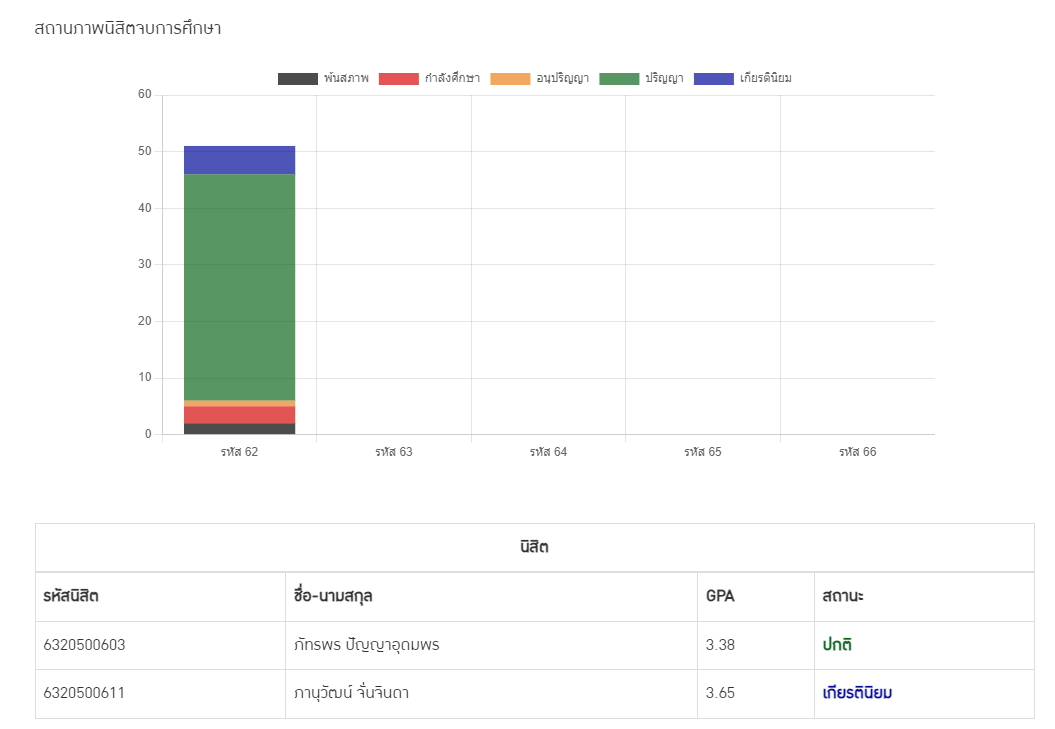 สถานภาพนิสิตจบการศึกษา
พ้นสภาพ กำลังศึกษา อนุปริญญา ปริญญา เกียรตินิยม
60
50
40
30
20
10
0
รหัส 62 รหัส 63 รหัส 64 รหัส 65 รหัส 66
นิสิต
รหัสนิสิต ชื่อ-นามสกุล GPA สถานะ
6320500603 ภัทรพร ปัญญาอุดมพร 3.38 ปกติ
6320500611 ภานุวัฒน์ จั่นจินดา 3.65 เกียรตินิยม